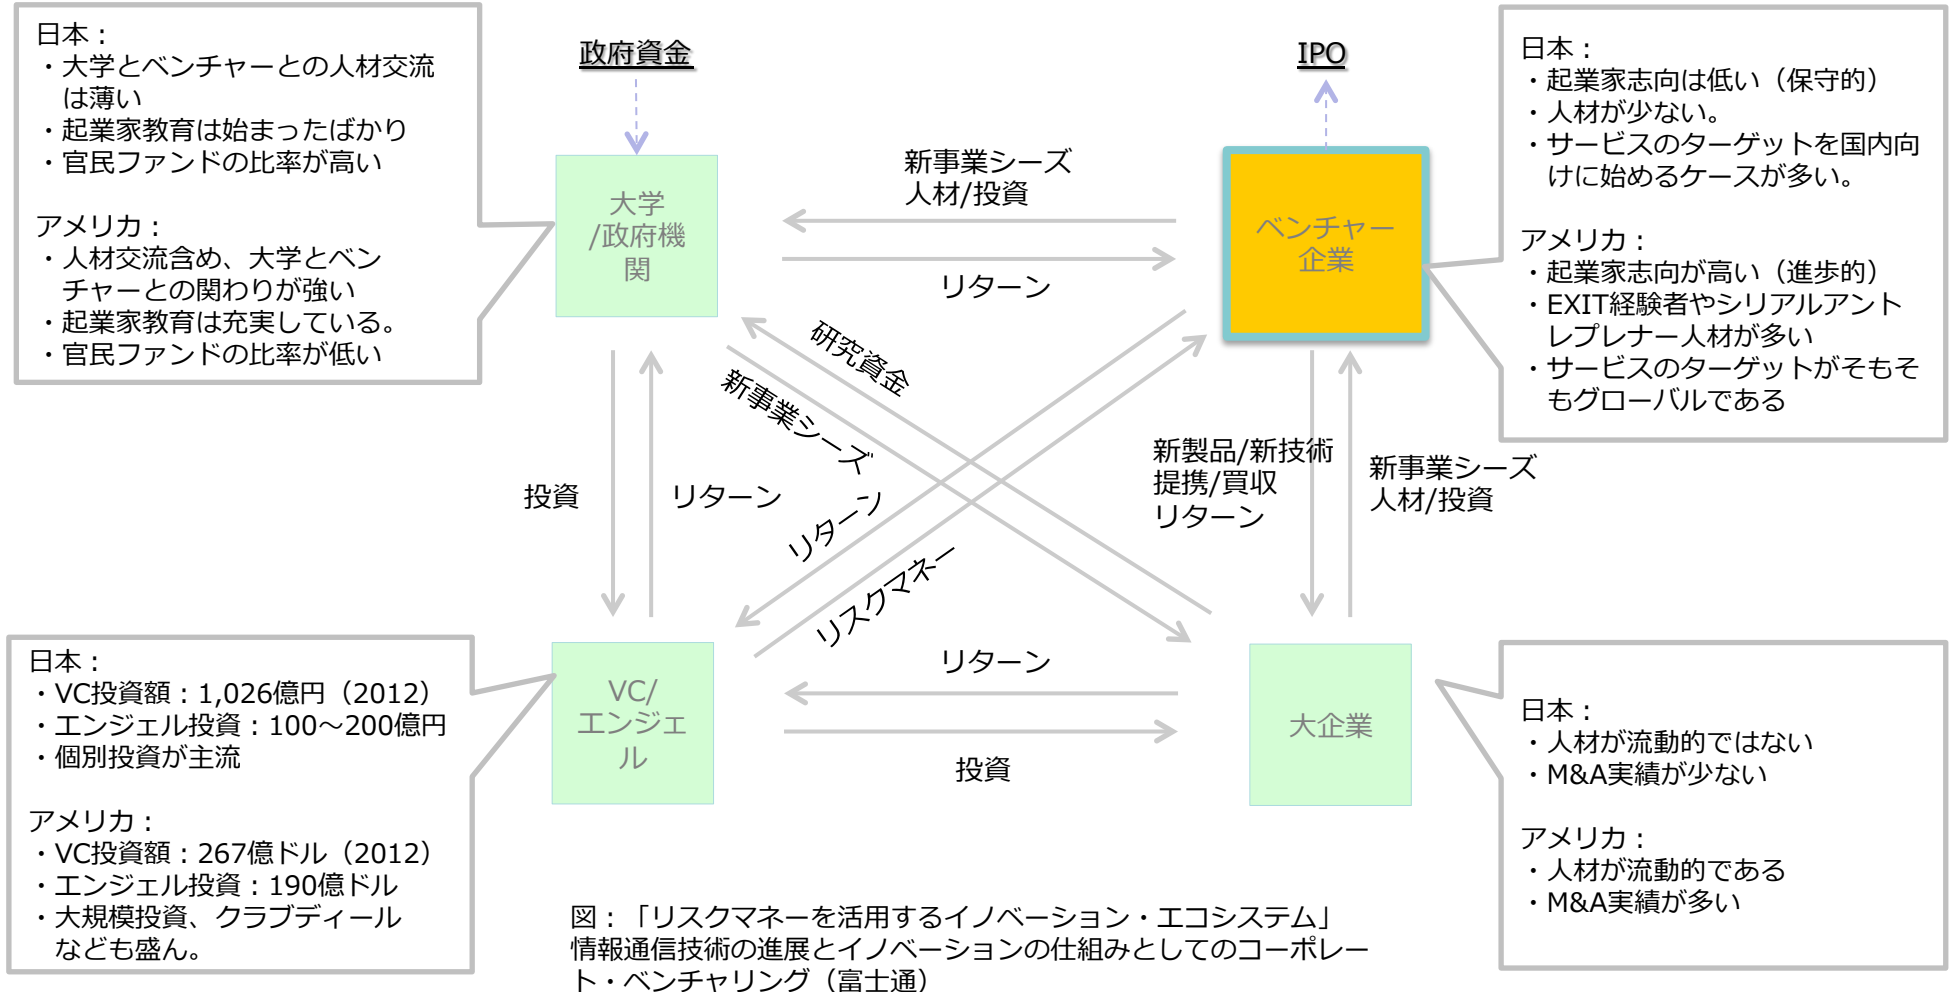 日本：
・大学とベンチャーとの人材交流
は薄い
・起業家教育は始まったばかり
・官民ファンドの比率が高い
アメリカ：
・人材交流含め、大学とベン
チャーとの関わりが強い
・起業家教育は充実している。
・官民ファンドの比率が低い
政府資金
IPO
日本：
・起業家志向は低い（保守的）
・人材が少ない。
・サービスのターゲットを国内向
けに始めるケースが多い。
アメリカ：
・起業家志向が高い（進歩的）
・EXIT経験者やシリアルアント
レプレナー人材が多い
・サービスのターゲットがそもそ
もグローバルである
大学
/政府機
関
新事業シーズ
人材/投資
リターン
ベンチャー
企業
研究資金
新事業シーズ
リターン
リスクマネー
投資
リターン
新製品/新技術
提携/買収
リターン
新事業シーズ
人材/投資
日本：
・VC投資額：1,026億円（2012）
・エンジェル投資：100～200億円
・個別投資が主流
アメリカ：
・VC投資額：267億ドル（2012）
・エンジェル投資：190億ドル
・大規模投資、クラブディール
なども盛ん。
VC/
エンジェ
ル
リターン
投資
大企業
日本：
・人材が流動的ではない
・M&A実績が少ない
アメリカ：
・人材が流動的である
・M&A実績が多い
図：「リスクマネーを活用するイノベーション・エコシステム」
情報通信技術の進展とイノベーションの仕組みとしてのコーポレー
ト・ベンチャリング（富士通）